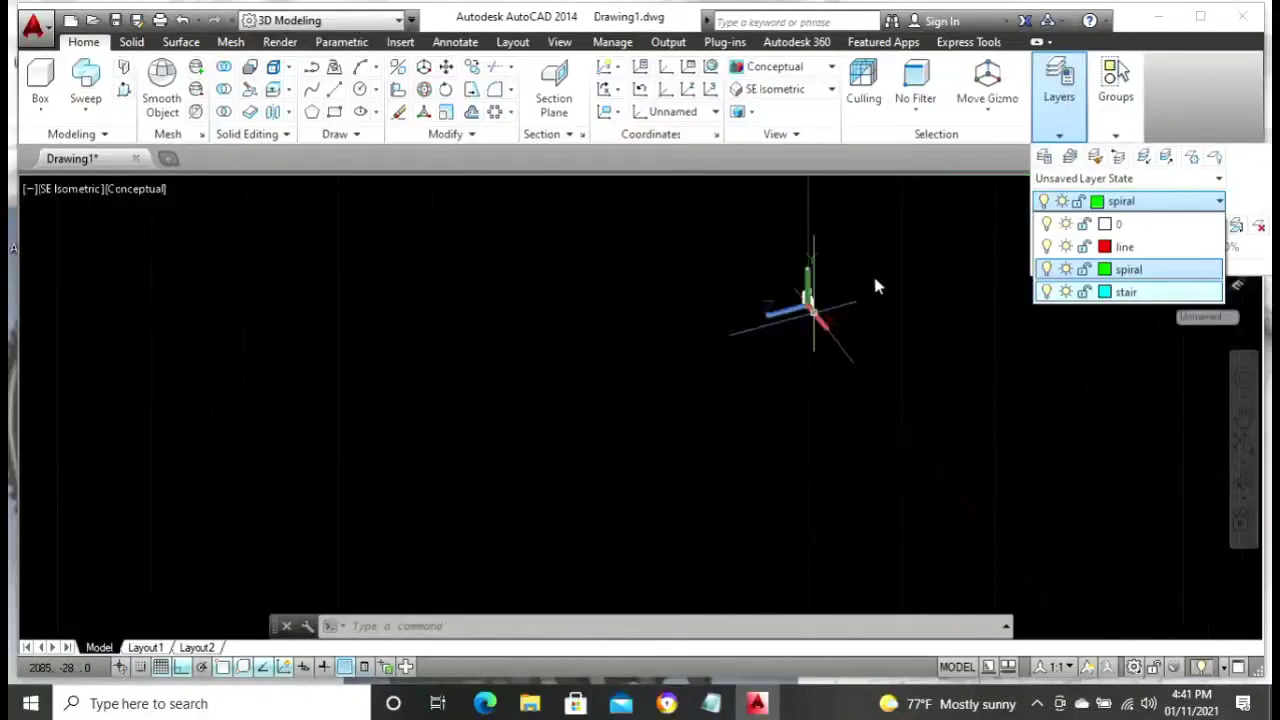 3D Modeling
Autodesk AutoCAD 2014 Drawing1.dwg
Type a keyword or phrase
Sign In
Home Solid Surface Mesh Render Parametric Insert Annotate Layout View Manage Output Plug-ins Autodesk 360 Featured Apps Express Tools
Conceptual
SE Isometric
Box Sweep Smooth Object Section Plane Unnamed Culling No Filter Move Gizmo Layers Groups
Modeling Mesh Solid Editing Draw Modify Section Coordinates View Selection
Drawing1*
Unsaved Layer State
[−][SE Isometric][Conceptual]
spiral
0
line
spiral
stair
Unnamed
Type a command
Model Layout1 Layout2
2085.. -28 .. 0
MODEL 1:1
Type here to search
77°F Mostly sunny
4:41 PM
01/11/2021